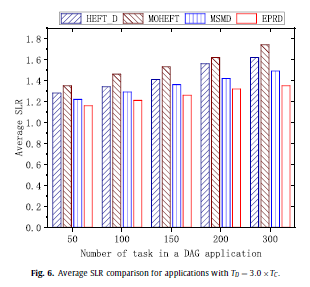 HEFT_D MOHEFT MSMD EPRD
1.8
1.6
1.4
1.2
1.0
0.8
0.6
0.4
0.2
0.0
Average SLR
50 100 150 200 300
Number of task in a DAG application
Fig. 6. Average SLR comparison for applications with T_D = 3.0 × T_C.